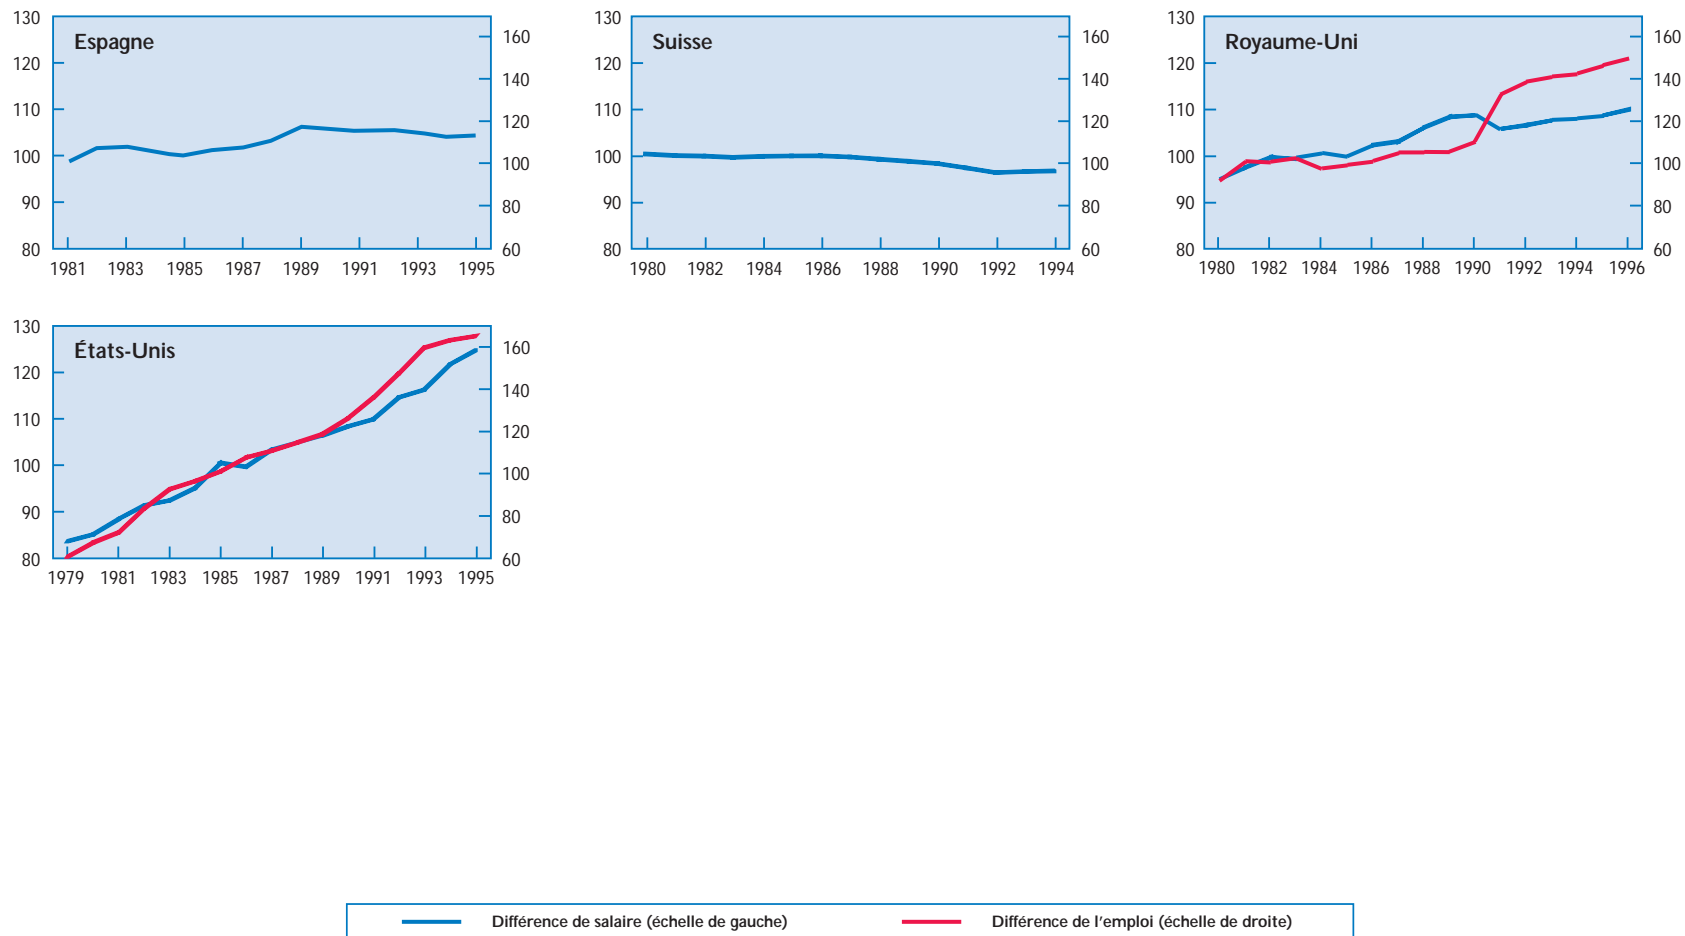 Espagne
130 120 110 100 90 80
160 140 120 100 80 60
1981 1983 1985 1987 1989 1991 1993 1995
Suisse
130 120 110 100 90 80
160 140 120 100 80 60
1980 1982 1984 1986 1988 1990 1992 1994
Royaume-Uni
130 120 110 100 90 80
160 140 120 100 80 60
1980 1982 1984 1986 1988 1990 1992 1994 1996
États-Unis
130 120 110 100 90 80
160 140 120 100 80 60
1979 1981 1983 1985 1987 1989 1991 1993 1995
Différence de salaire (échelle de gauche) Différence de l'emploi (échelle de droite)